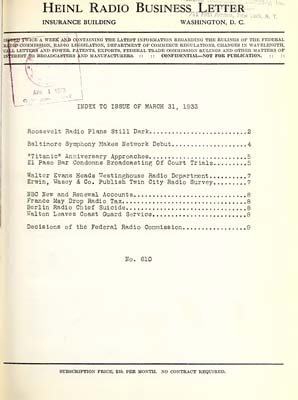 HEINL RADIO BUSINESS LETTER
INSURANCE BUILDING WASHINGTON, D. C.
ISSUED TWICE A WEEK AND CONTAINING THE LATEST INFORMATION REGARDING THE RULINGS OF THE FEDERAL
RADIO COMMISSION, RADIO LEGISLATION, DEPARTMENT OF COMMERCE REGULATIONS, CHANGES IN WAVELENGTH,
CALL LETTERS AND POWER, PATENTS, EXPORTS, FEDERAL TRADE COMMISSION RULINGS AND OTHER MATTERS OF
INTEREST TO BROADCASTERS AND MANUFACTURERS. :: :: CONFIDENTIAL—NOT FOR PUBLICATION. :: ::
APR 1 1933
INDEX TO ISSUE OF MARCH 31, 1933
Roosevelt Radio Plans Still Dark...2
Baltimore Symphony Makes Network Debut...4
"Titanic" Anniversary Approaches...5
El Paso Bar Condemns Broadcasting Of Court Trials...5
Walter Evans Heads Westinghouse Radio Department...7
Erwin, Wasey & Co. Publish Twin City Radio Survey...7
NBC New and Renewal Accounts...8
France May Drop Radio Tax...8
Berlin Radio Chief Suicide...8
Walton Leaves Coast Guard Service...8
Decisions of the Federal Radio Commission...9
No. 610
SUBSCRIPTION PRICE, $10. PER MONTH. NO CONTRACT REQUIRED.